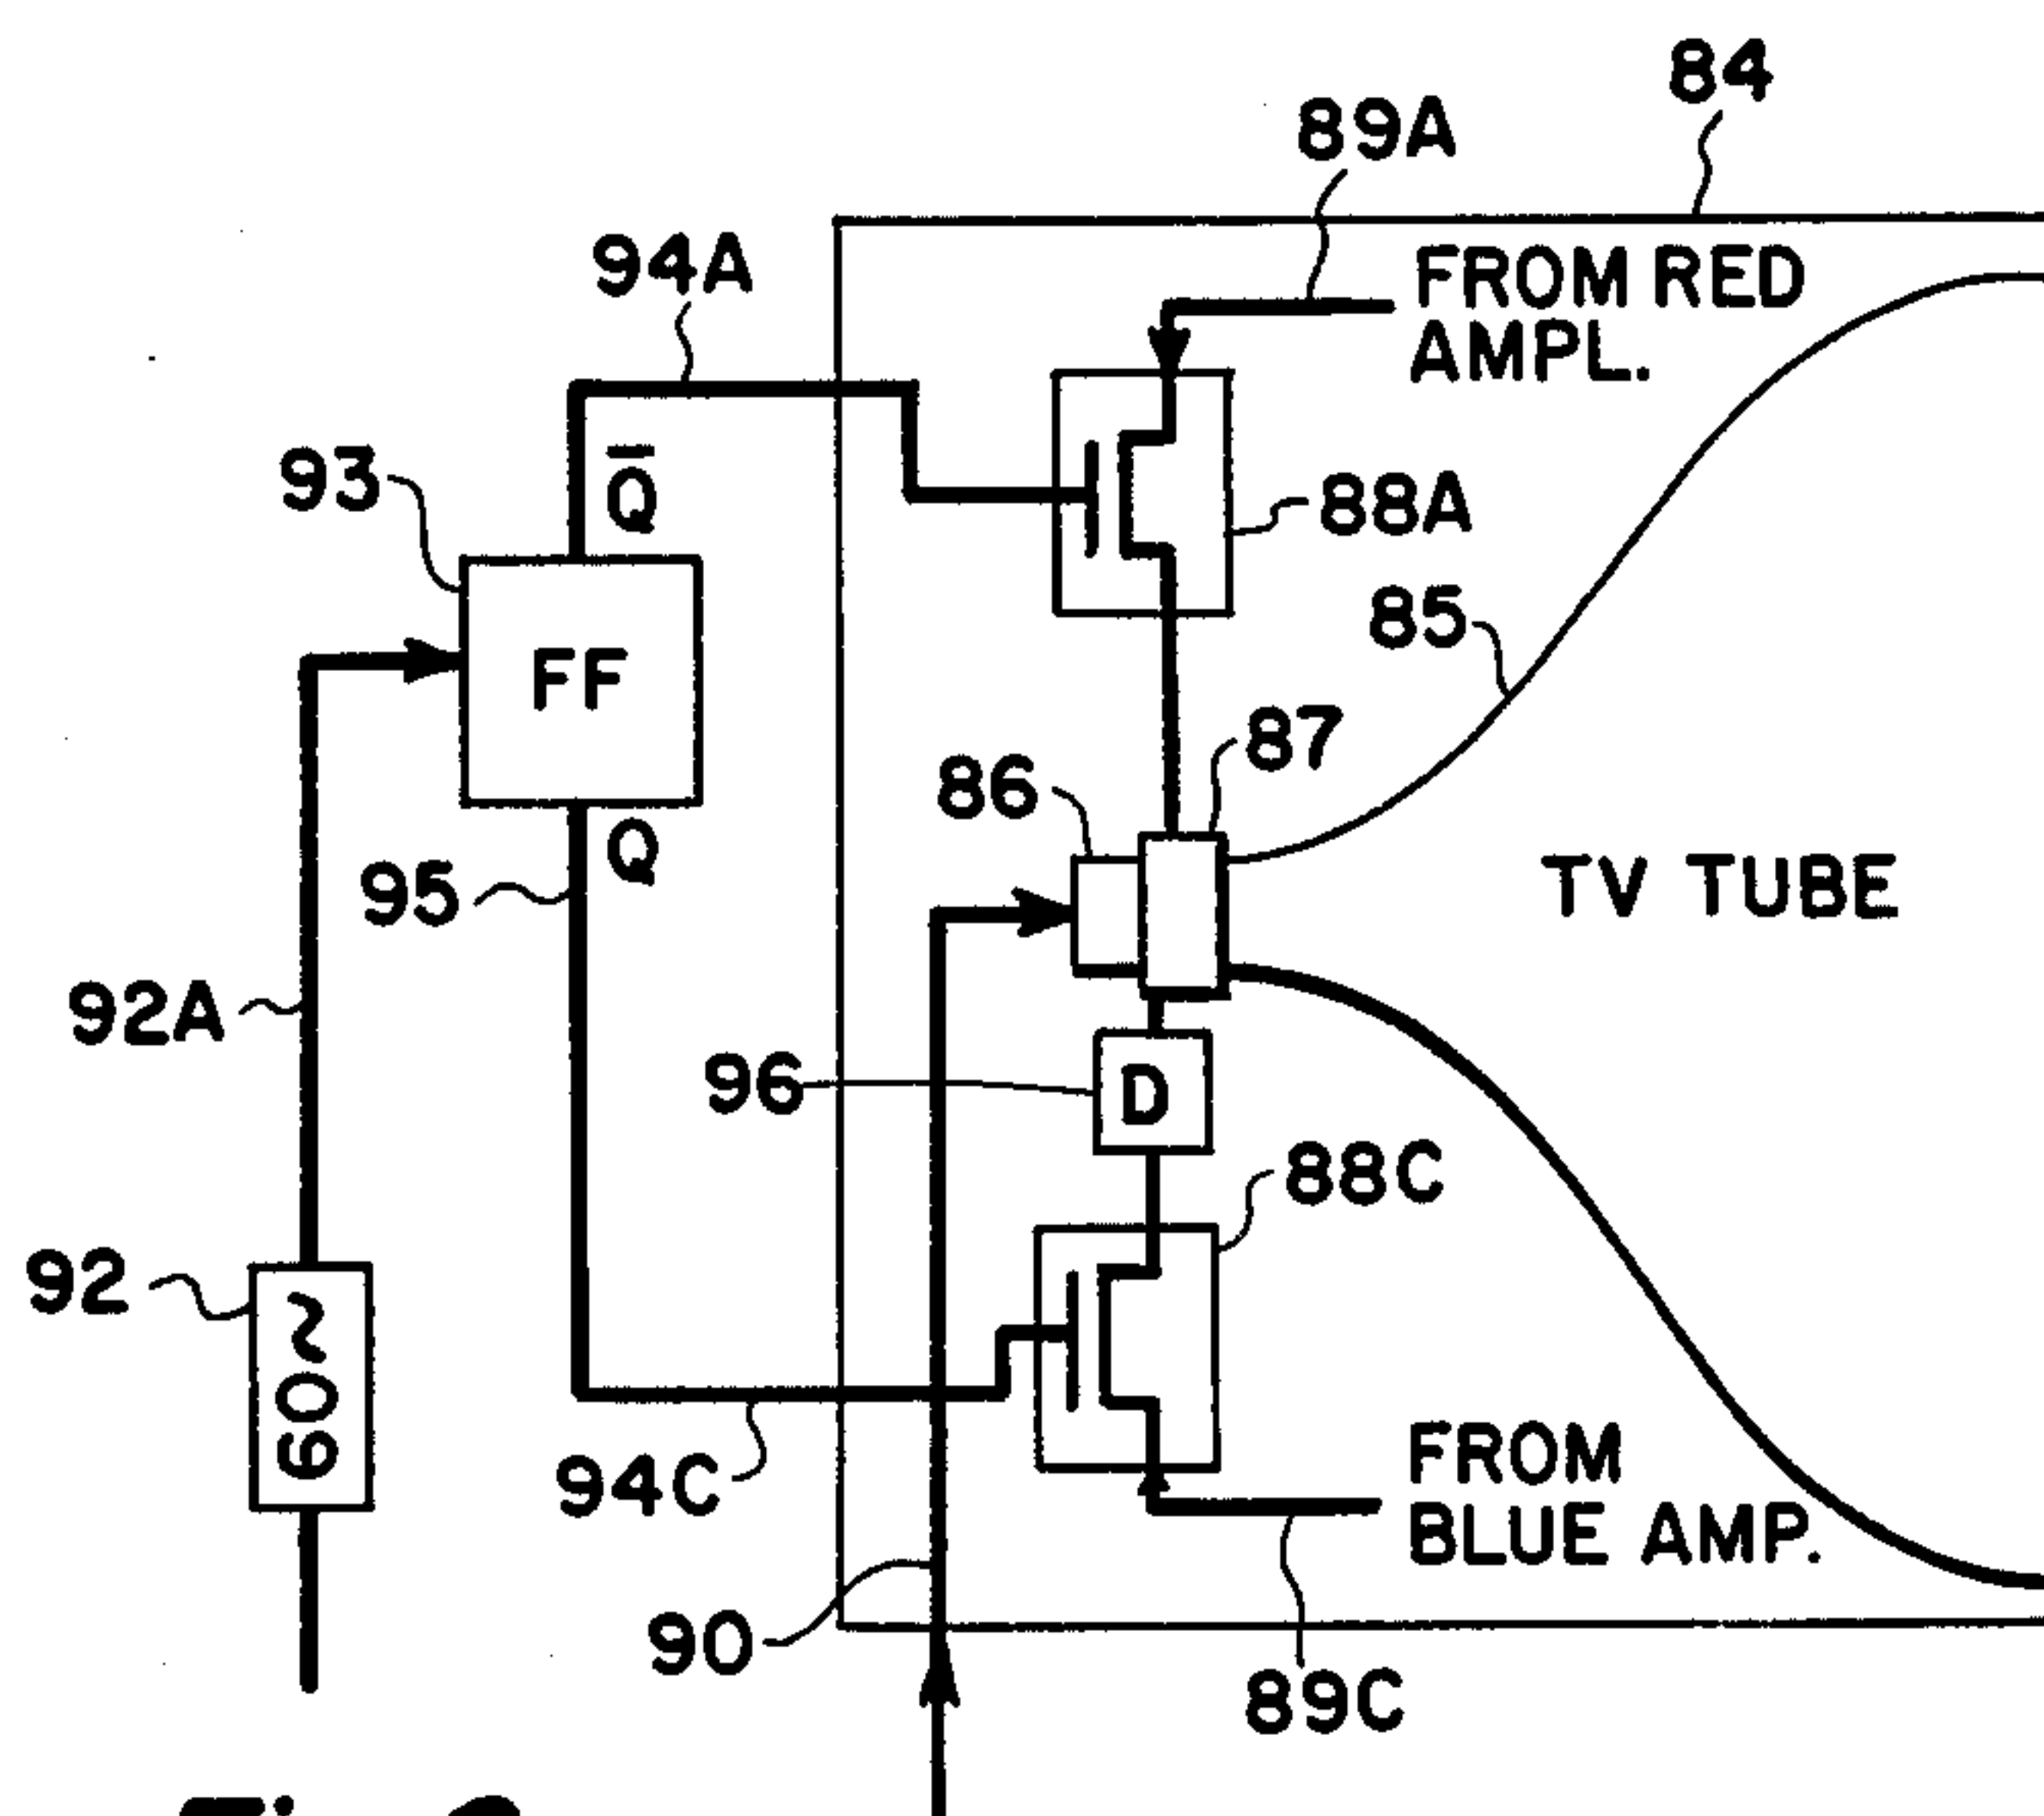 84
89A
94A
FROM RED
AMPL.
93
Q̅
88A
FF
85
87
86
95
Q
TV TUBE
92A
96
D
88C
92
60~
94C
FROM
BLUE AMP.
90
89C